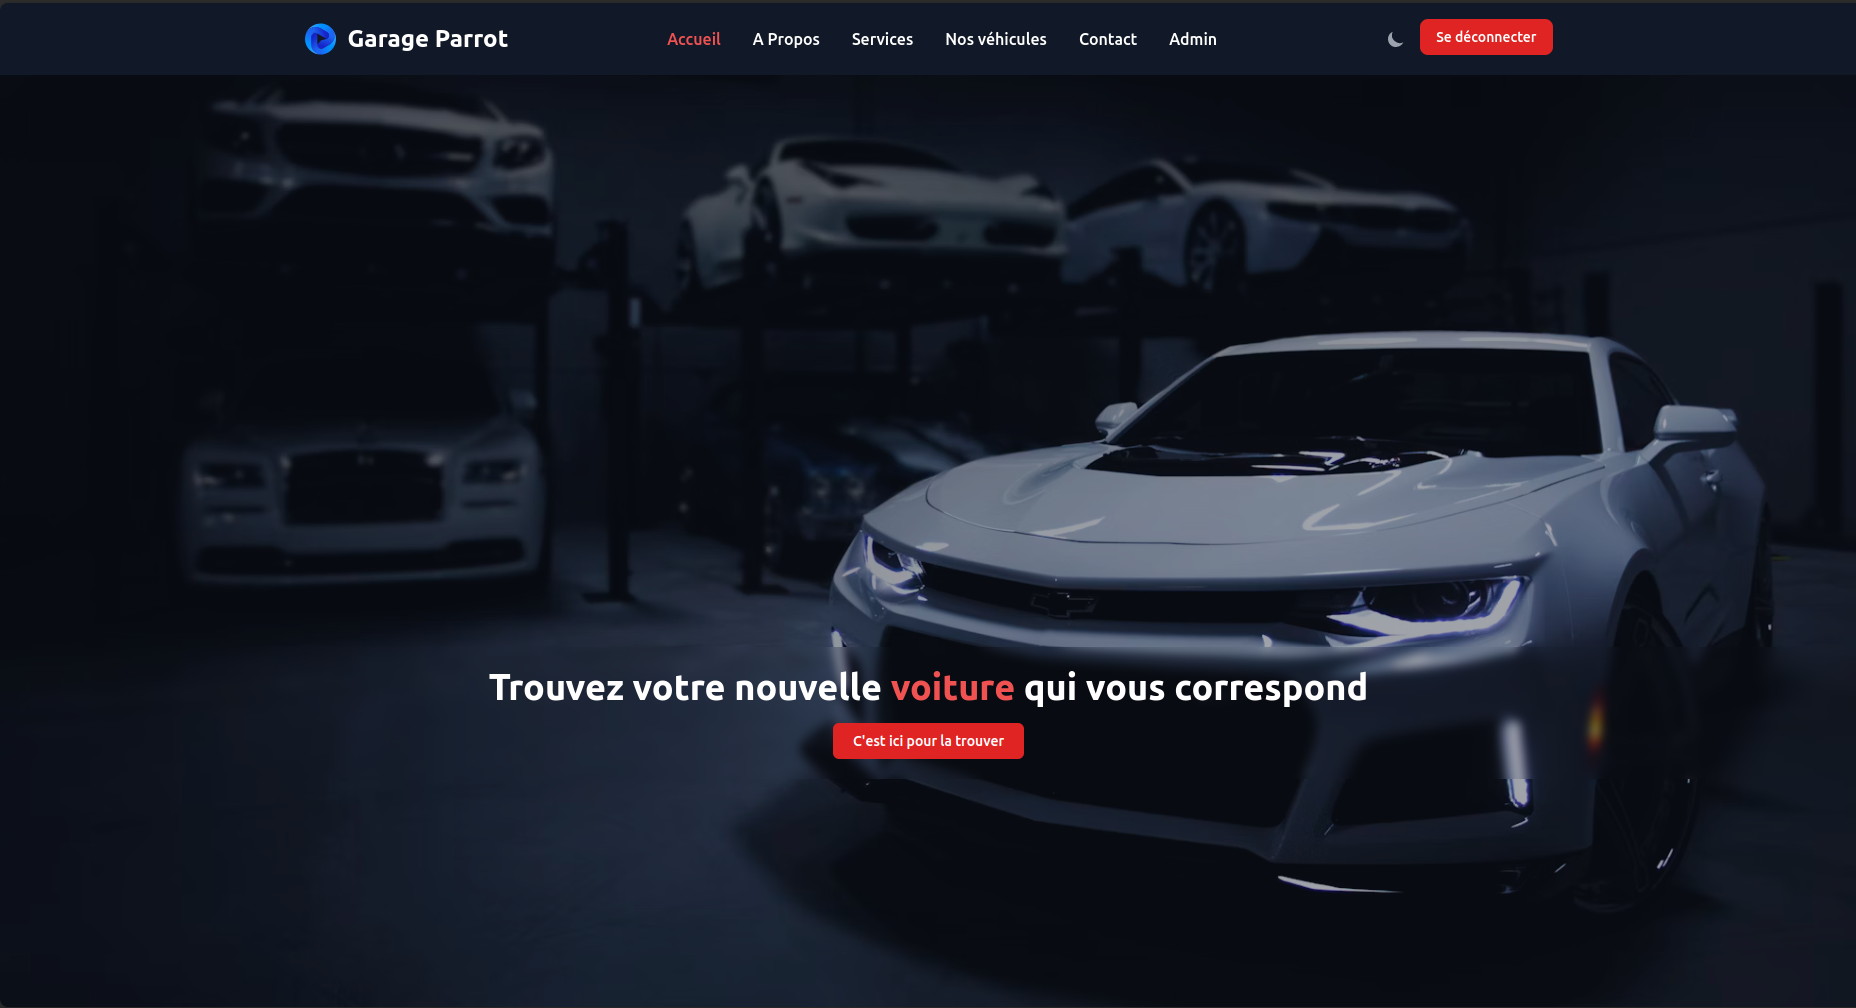 Garage Parrot
Accueil
A Propos
Services
Nos véhicules
Contact
Admin
Se déconnecter
Trouvez votre nouvelle voiture qui vous correspond
C'est ici pour la trouver